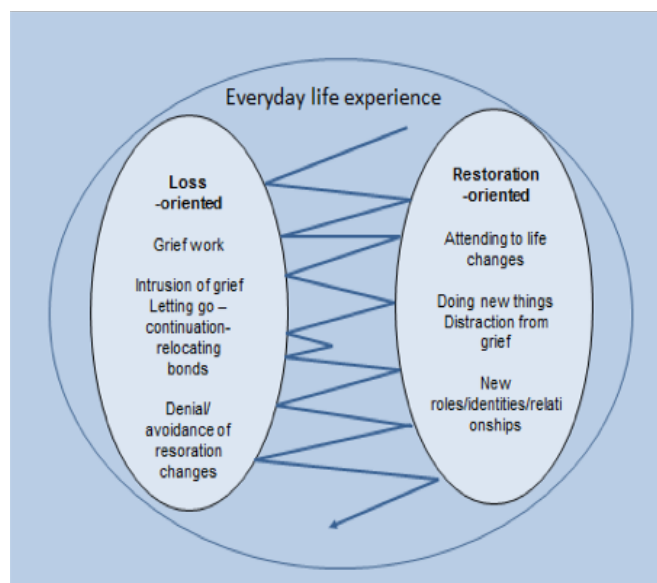 Everyday life experience
Loss
-oriented
Grief work
Intrusion of grief
Letting go –
continuation-
relocating
bonds
Denial/
avoidance of
resoration
changes
Restoration
-oriented
Attending to life
changes
Doing new things
Distraction from
grief
New
roles/identities/relati
onships